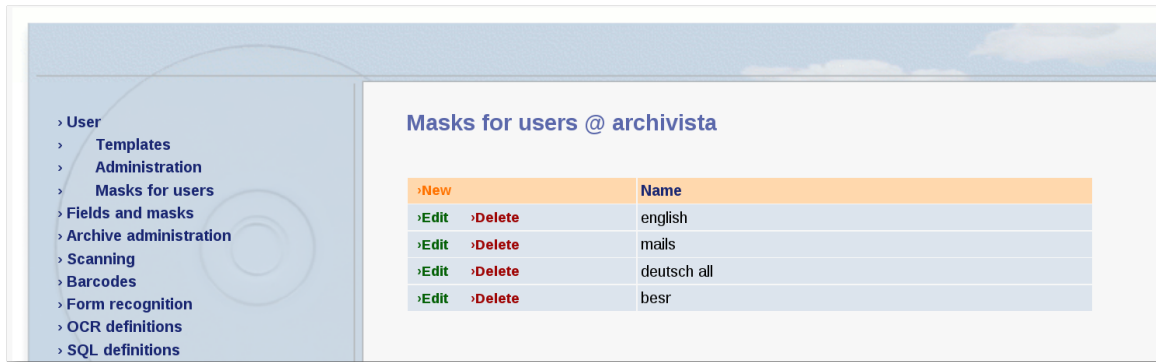 › User
› Templates
› Administration
› Masks for users
› Fields and masks
› Archive administration
› Scanning
› Barcodes
› Form recognition
› OCR definitions
› SQL definitions
Masks for users @ archivista
›New Name
›Edit ›Delete english
›Edit ›Delete mails
›Edit ›Delete deutsch all
›Edit ›Delete besr